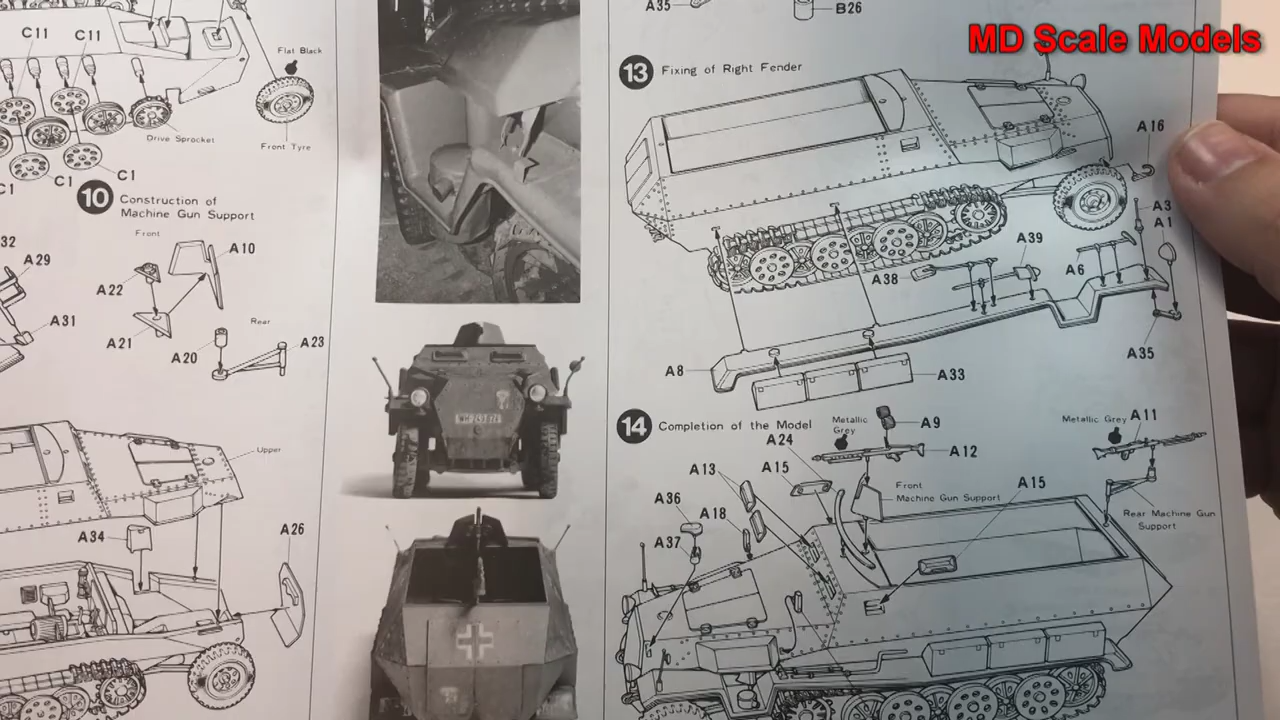 MD Scale Models
C11
C11
Flat Black
Drive Sprocket
Front Tyre
C1
C1
C1
10 Construction of
Machine Gun Support
Front
A10
A22
A21
Rear
A20
A23
32
A29
A31
Upper
A34
A26
WH-249876
A35
B26
13 Fixing of Right Fender
A16
A3
A1
A39
A38
A6
A35
A8
A33
14 Completion of the Model
Metallic
Grey
A9
A24
A12
Metallic Grey
A11
A13
A15
Front
Machine Gun Support
A15
A36
A18
A37
Rear Machine Gun
Support